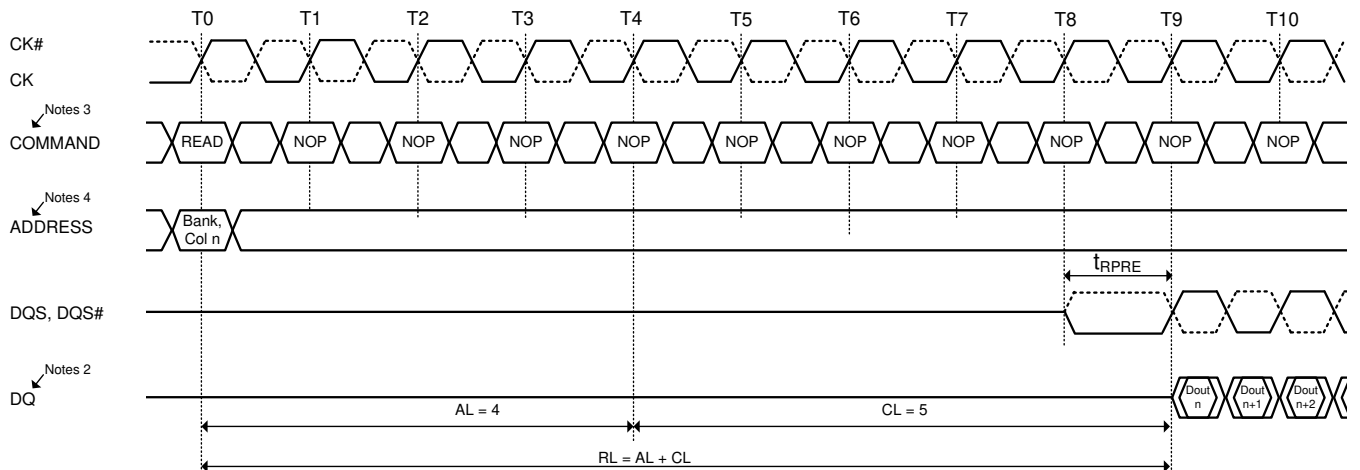 T0 T1 T2 T3 T4 T5 T6 T7 T8 T9 T10
CK#
CK
Notes 3
COMMAND READ NOP NOP NOP NOP NOP NOP NOP NOP NOP NOP
Notes 4
ADDRESS
Bank,
Col n
tRPRE
DQS, DQS#
Notes 2
DQ
Dout n
Dout n+1
Dout n+2
AL = 4 CL = 5
RL = AL + CL